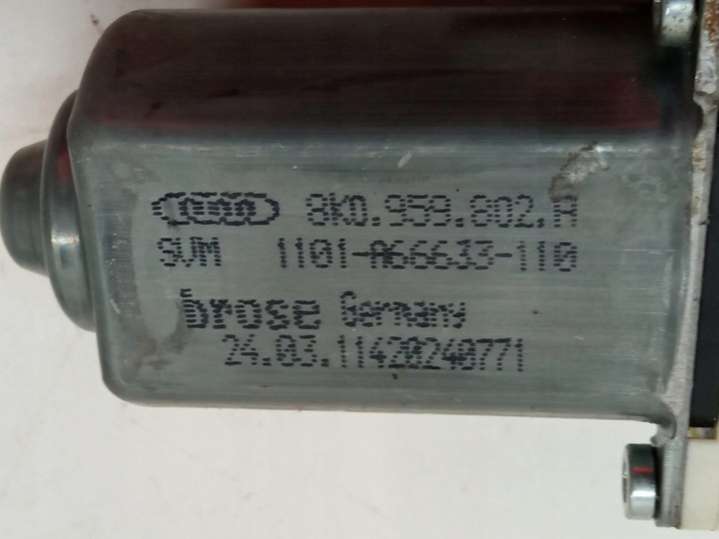 8K0.959.802.A
SVM 1101-A66633-110
brose Germany
24.03.11420240771